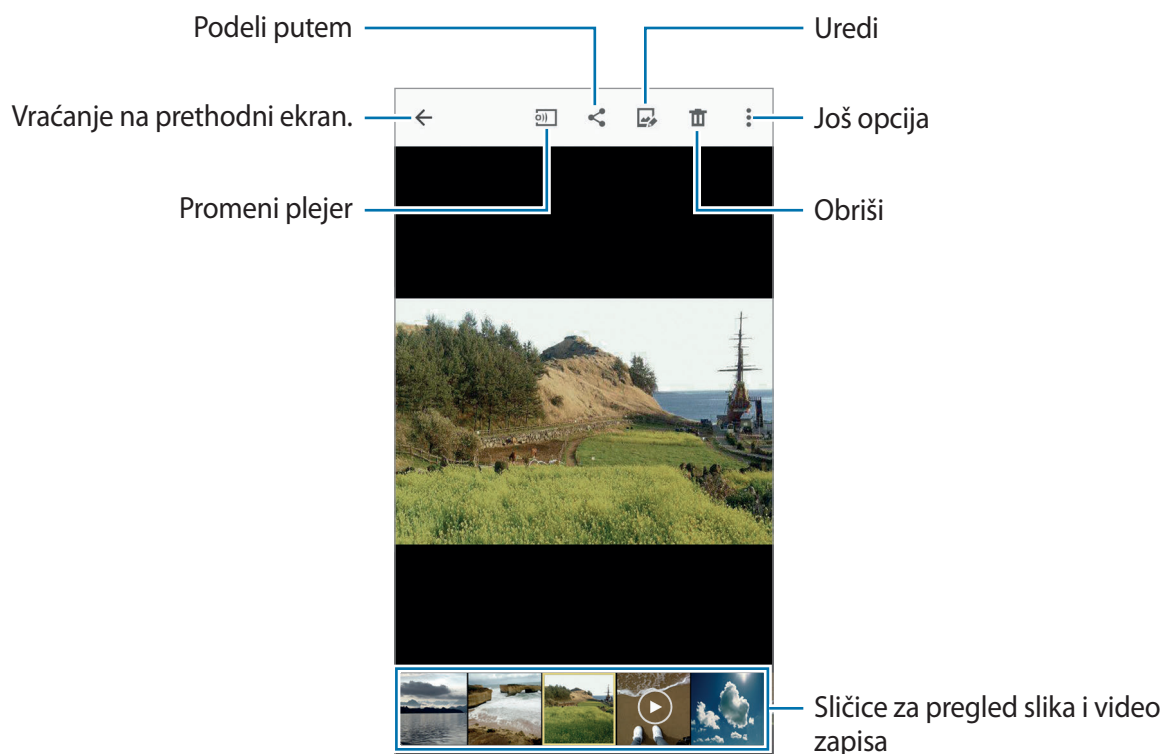 Podeli putem
Uredi
Vraćanje na prethodni ekran.
Još opcija
Promeni plejer
Obriši
Sličice za pregled slika i video
zapisa